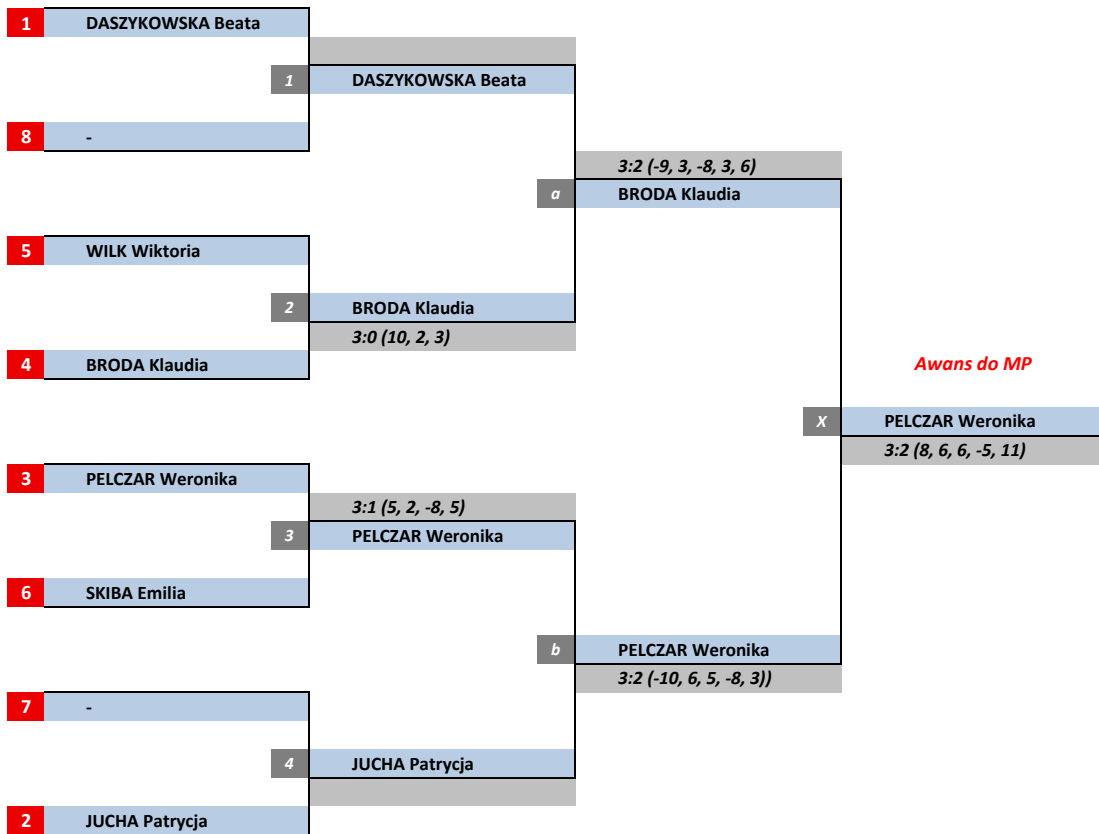 1 DASZYKOWSKA Beata
1 DASZYKOWSKA Beata
8 -
3:2 (-9, 3, -8, 3, 6)
a BRODA Klaudia
5 WILK Wiktoria
2 BRODA Klaudia
3:0 (10, 2, 3)
4 BRODA Klaudia
Awans do MP
X PELCZAR Weronika
3:2 (8, 6, 6, -5, 11)
3 PELCZAR Weronika
3:1 (5, 2, -8, 5)
3 PELCZAR Weronika
6 SKIBA Emilia
b PELCZAR Weronika
3:2 (-10, 6, 5, -8, 3))
7 -
4 JUCHA Patrycja
2 JUCHA Patrycja